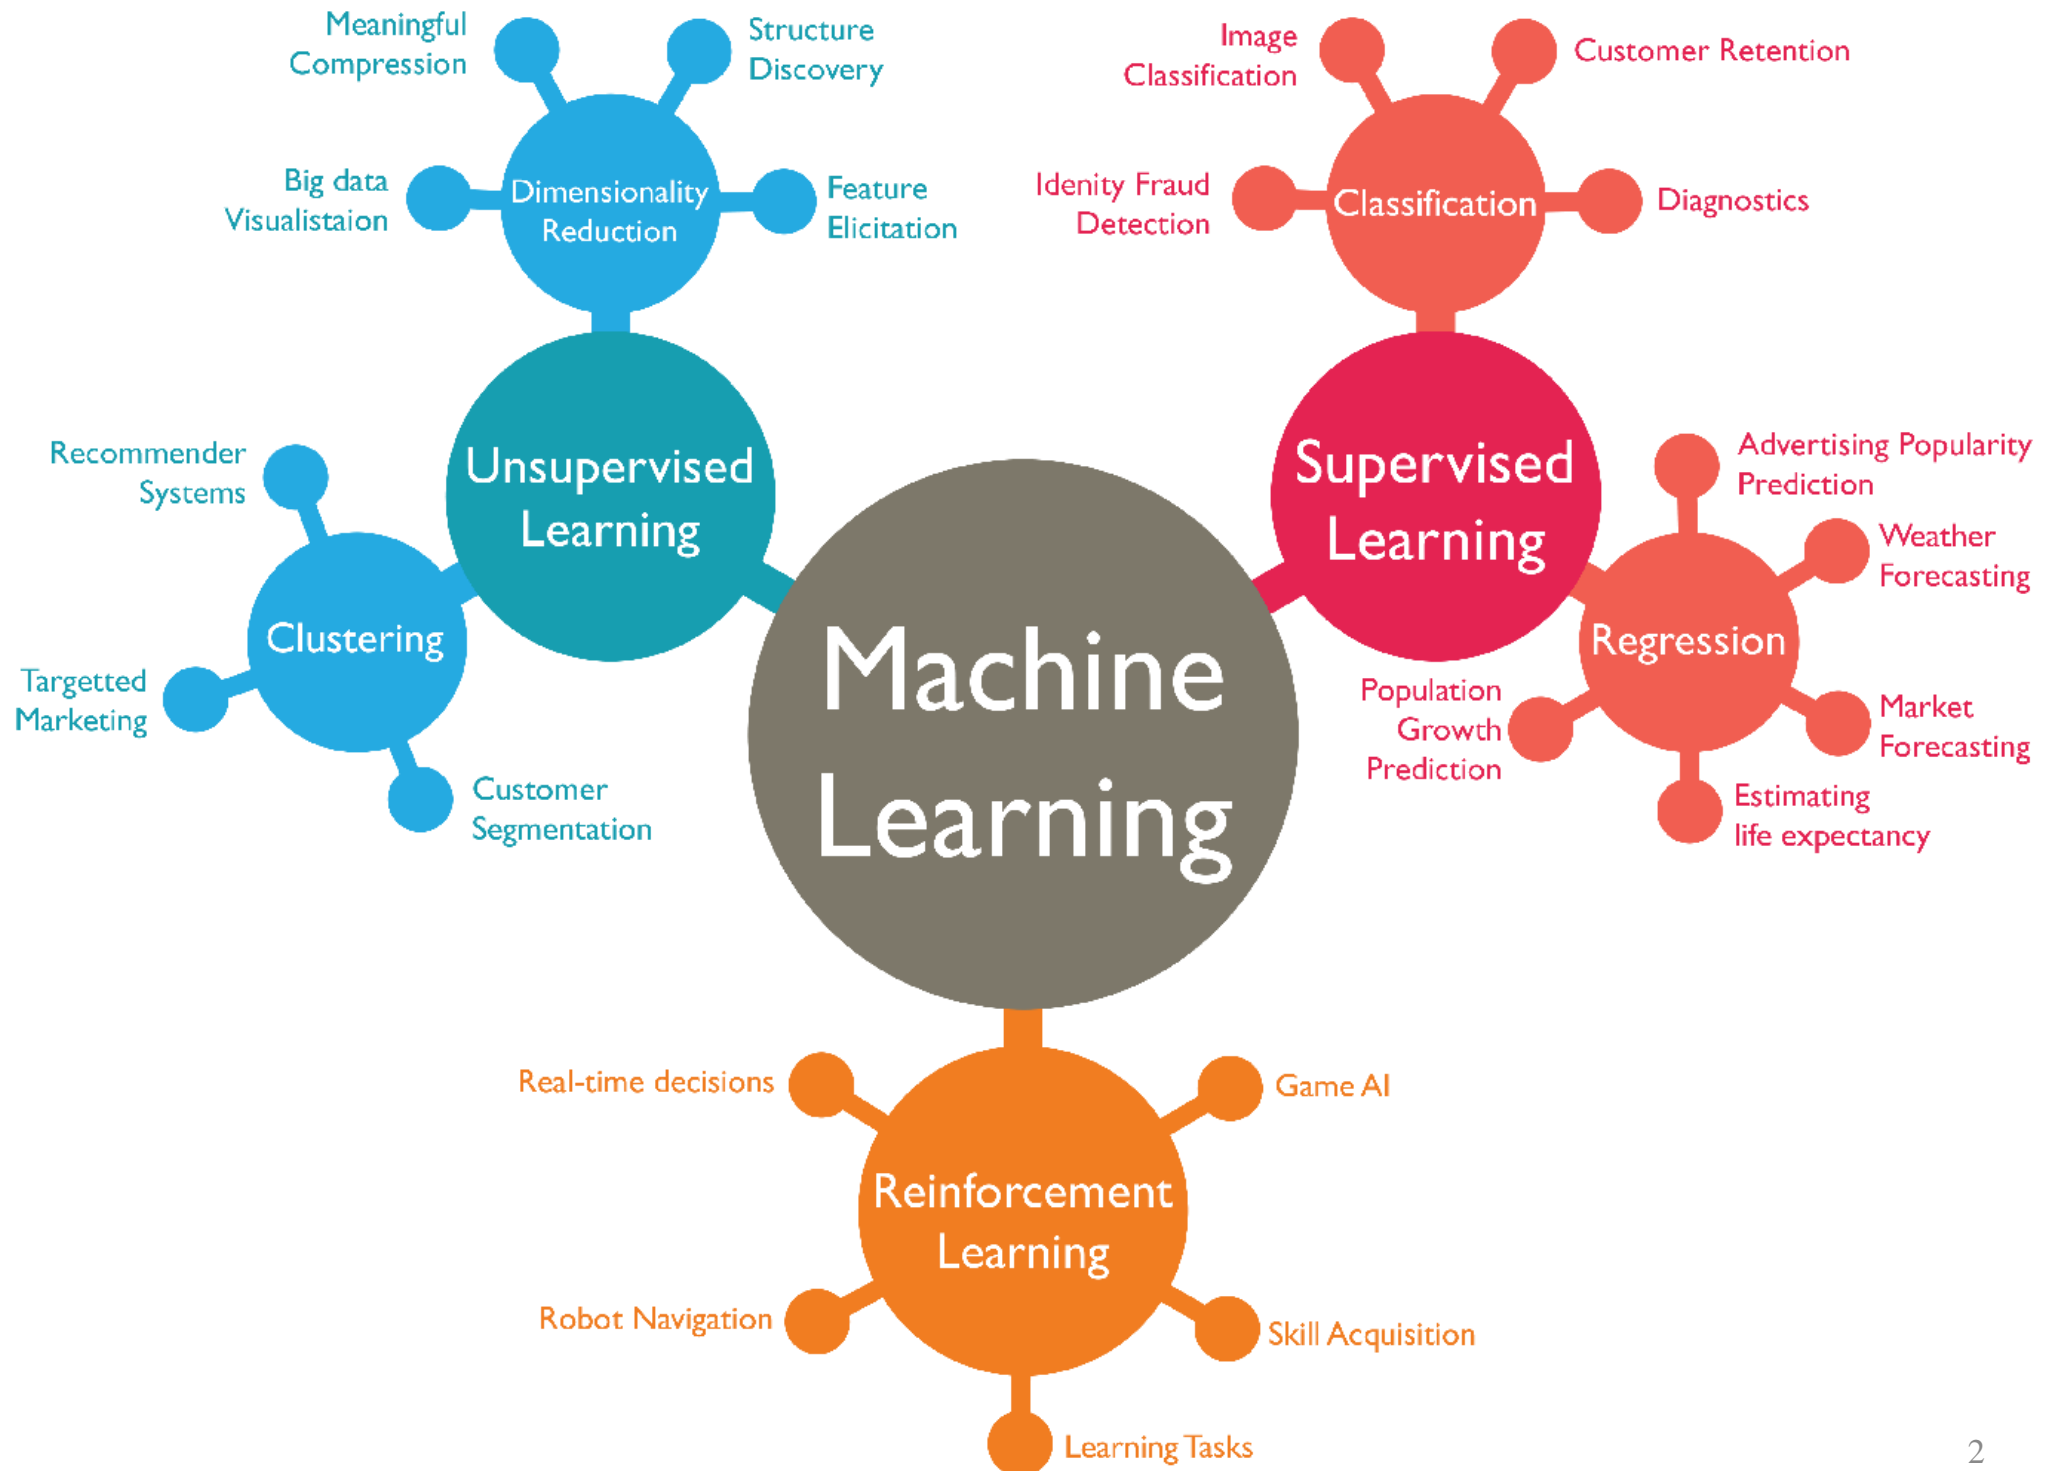 Meaningful
Compression
Structure
Discovery
Big data
Visualistaion
Dimensionality
Reduction
Feature
Elicitation
Image
Classification
Customer Retention
Idenity Fraud
Detection
Classification
Diagnostics
Recommender
Systems
Unsupervised
Learning
Clustering
Targetted
Marketing
Customer
Segmentation
Machine
Learning
Supervised
Learning
Advertising Popularity
Prediction
Weather
Forecasting
Regression
Population
Growth
Prediction
Market
Forecasting
Estimating
life expectancy
Real-time decisions
Game AI
Reinforcement
Learning
Robot Navigation
Skill Acquisition
Learning Tasks
2